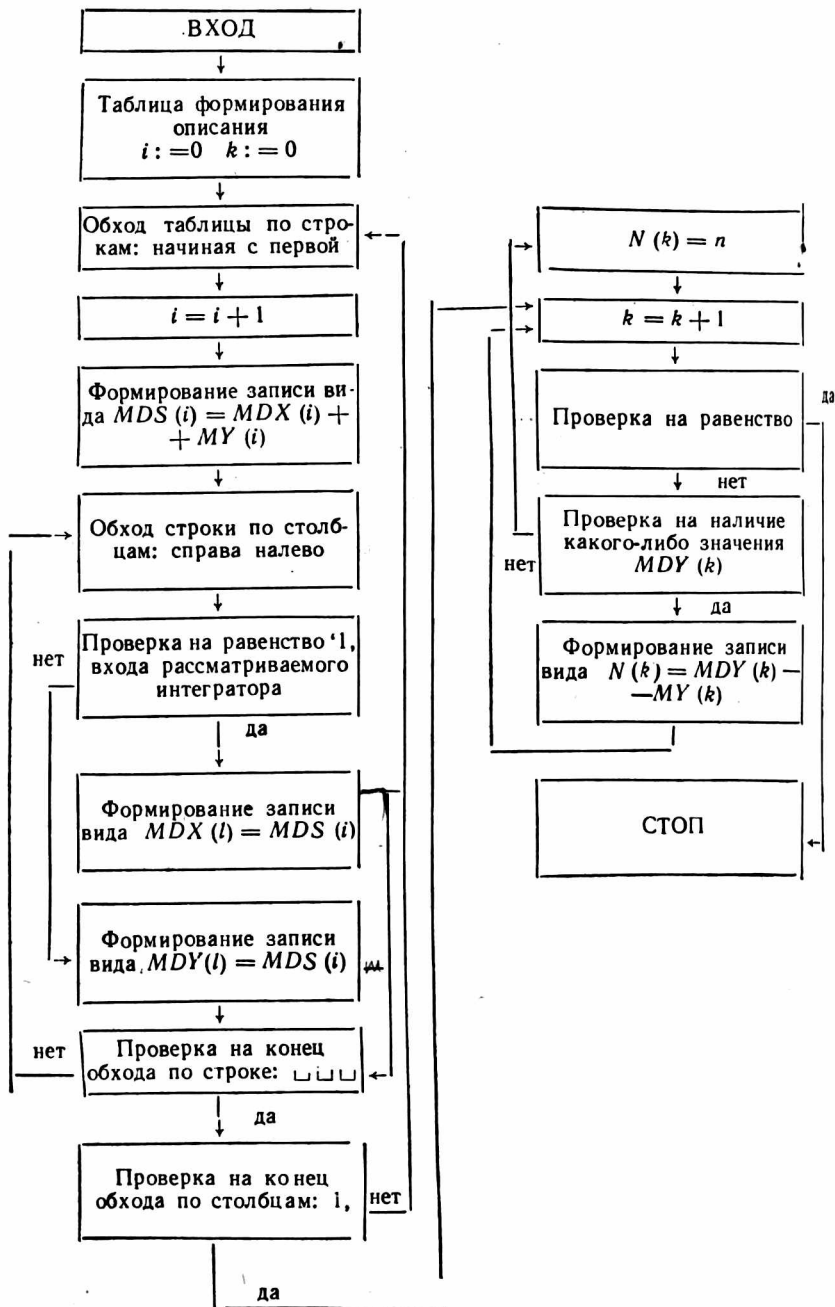 ВХОД
Таблица формирования
описания
i:=0 k:=0
Обход таблицы по стро-
кам: начиная с первой
i = i + 1
Формирование записи ви-
да MDS (i) = MDX (i) +
+ MY (i)
Обход строки по столб-
цам: справа налево
нет
Проверка на равенство '1,
входа рассматриваемого
интегратора
да
Формирование записи
вида MDX (l) = MDS (i)
Формирование записи
вида MDY(l) = MDS (i)
нет
Проверка на конец
обхода по строке: ␣i␣
да
Проверка на конец
обхода по столбцам: 1,
нет
да
N (k) = n
k = k + 1
да
Проверка на равенство
нет
Проверка на наличие
какого-либо значения
MDY (k)
нет
да
Формирование записи
вида N (k) = MDY (k) —
—MY (k)
СТОП